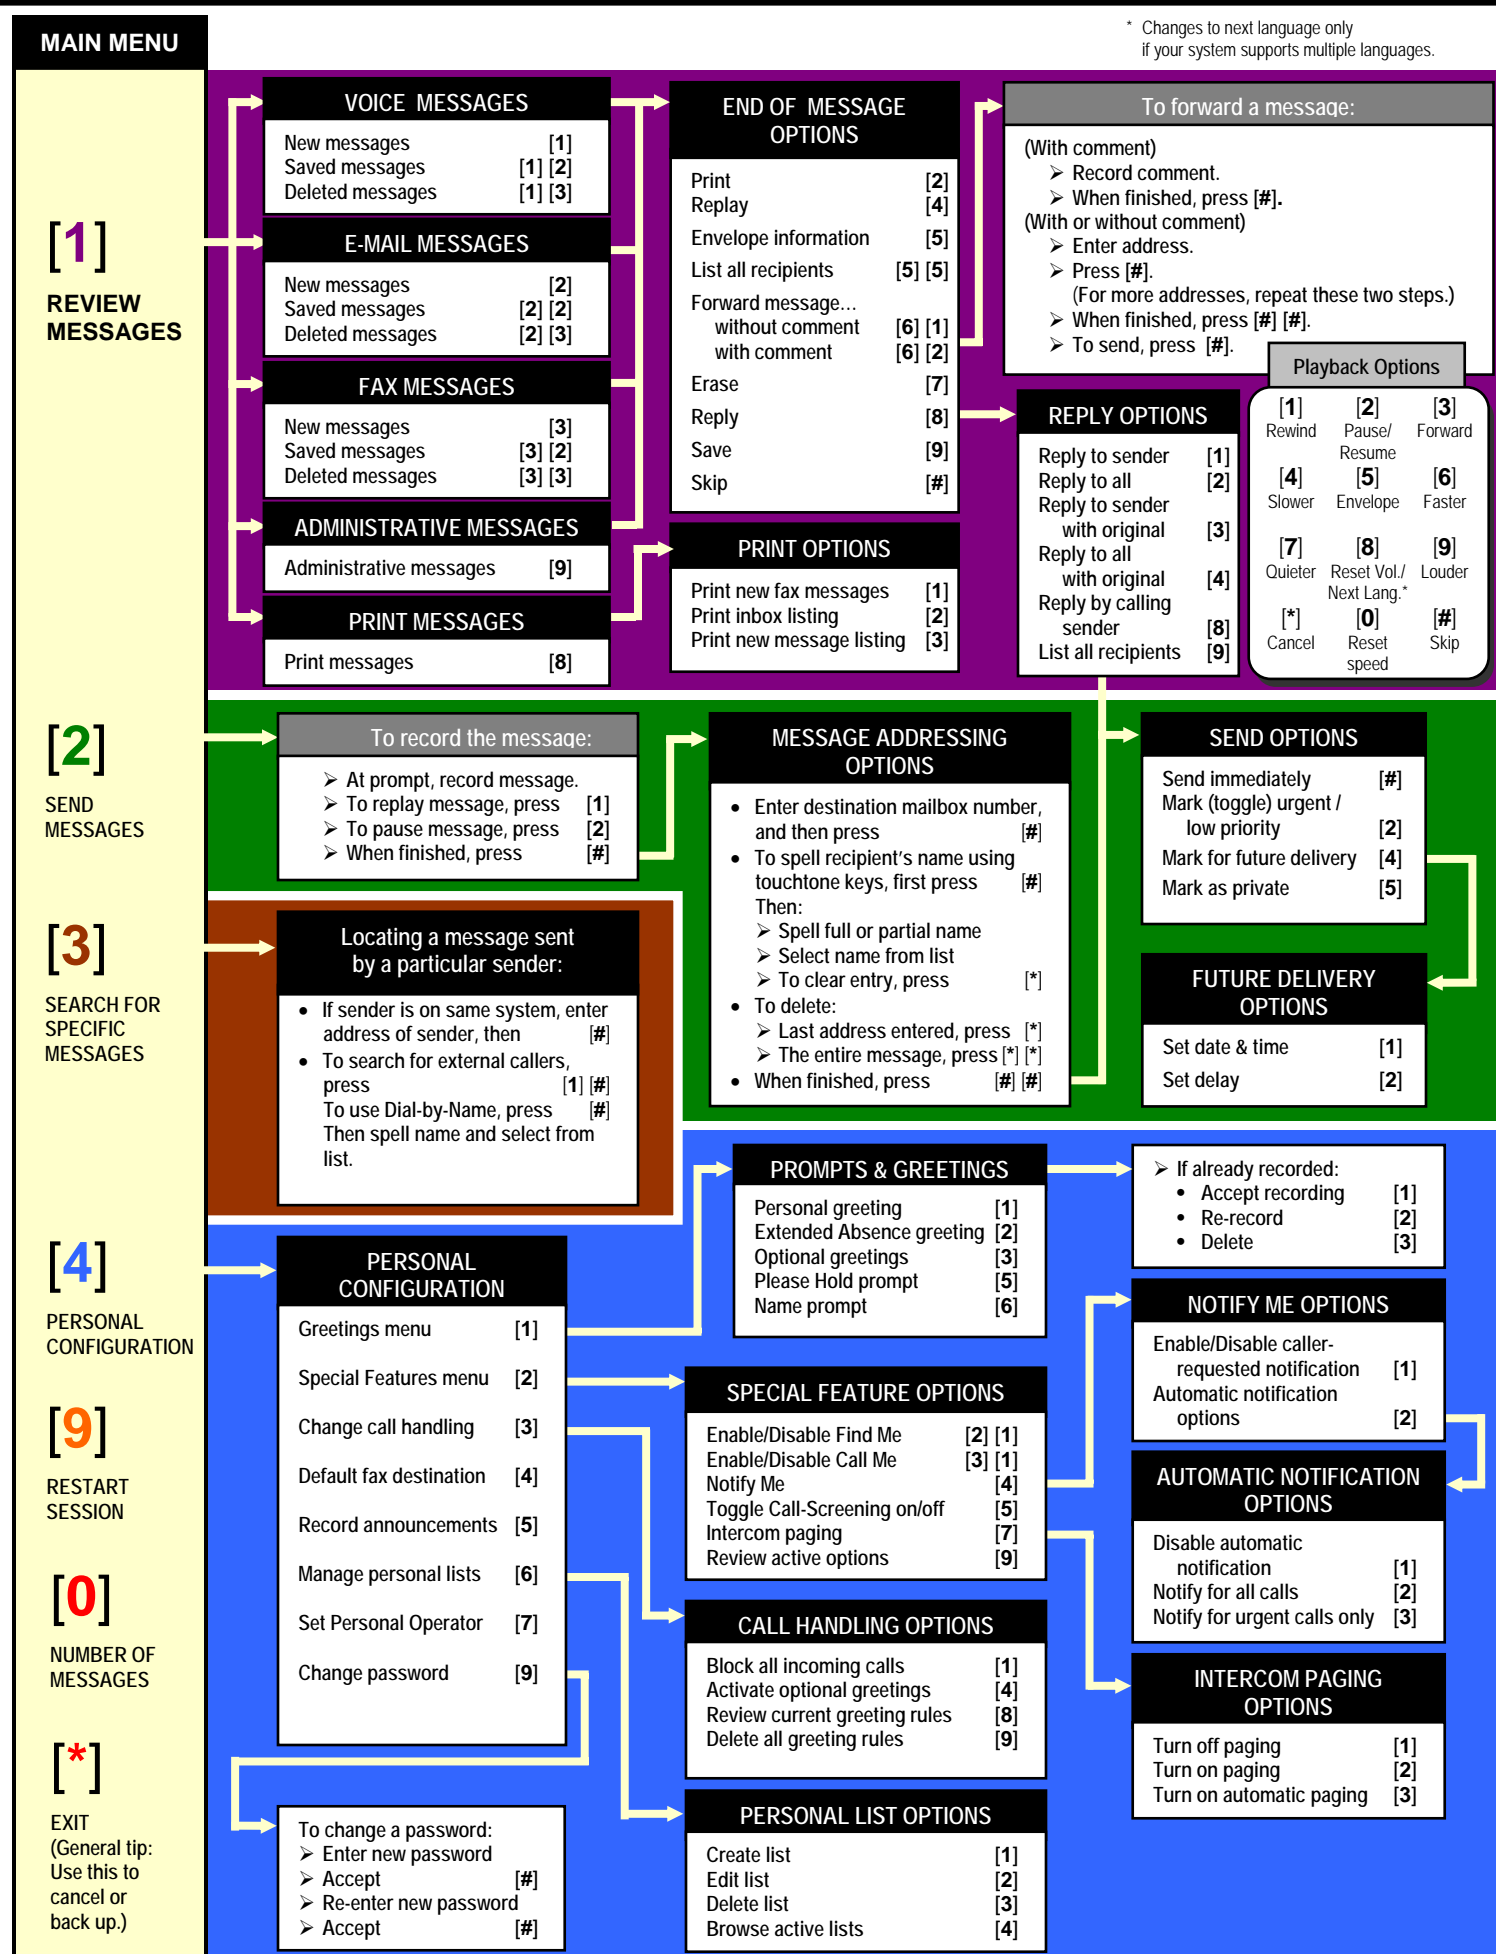 MAIN MENU
* Changes to next language only
if your system supports multiple languages.
[1]
REVIEW
MESSAGES
VOICE MESSAGES
New messages [1]
Saved messages [1] [2]
Deleted messages [1] [3]
E-MAIL MESSAGES
New messages [2]
Saved messages [2] [2]
Deleted messages [2] [3]
FAX MESSAGES
New messages [3]
Saved messages [3] [2]
Deleted messages [3] [3]
ADMINISTRATIVE MESSAGES
Administrative messages [9]
PRINT MESSAGES
Print messages [8]
END OF MESSAGE
OPTIONS
Print [2]
Replay [4]
Envelope information [5]
List all recipients [5] [5]
Forward message…
without comment [6] [1]
with comment [6] [2]
Erase [7]
Reply [8]
Save [9]
Skip [#]
PRINT OPTIONS
Print new fax messages [1]
Print inbox listing [2]
Print new message listing [3]
To forward a message:
(With comment)
➢ Record comment.
➢ When finished, press [#].
(With or without comment)
➢ Enter address.
➢ Press [#].
(For more addresses, repeat these two steps.)
➢ When finished, press [#] [#].
➢ To send, press [#].
REPLY OPTIONS
Reply to sender [1]
Reply to all [2]
Reply to sender
with original [3]
Reply to all
with original [4]
Reply by calling
sender [8]
List all recipients [9]
Playback Options
[1] [2] [3]
Rewind Pause/ Forward
Resume
[4] [5] [6]
Slower Envelope Faster
[7] [8] [9]
Quieter Reset Vol./ Louder
Next Lang.*
[*] [0] [#]
Cancel Reset Skip
speed
[2]
SEND
MESSAGES
To record the message:
➢ At prompt, record message.
➢ To replay message, press [1]
➢ To pause message, press [2]
➢ When finished, press [#]
MESSAGE ADDRESSING
OPTIONS
• Enter destination mailbox number,
and then press [#]
• To spell recipient's name using
touchtone keys, first press [#]
Then:
➢ Spell full or partial name
➢ Select name from list
➢ To clear entry, press [*]
• To delete:
➢ Last address entered, press [*]
➢ The entire message, press [*] [*]
• When finished, press [#] [#]
SEND OPTIONS
Send immediately [#]
Mark (toggle) urgent /
low priority [2]
Mark for future delivery [4]
Mark as private [5]
FUTURE DELIVERY
OPTIONS
Set date & time [1]
Set delay [2]
[3]
SEARCH FOR
SPECIFIC
MESSAGES
Locating a message sent
by a particular sender:
• If sender is on same system, enter
address of sender, then [#]
• To search for external callers,
press [1] [#]
To use Dial-by-Name, press [#]
Then spell name and select from
list.
[4]
PERSONAL
CONFIGURATION
PERSONAL
CONFIGURATION
Greetings menu [1]
Special Features menu [2]
Change call handling [3]
Default fax destination [4]
Record announcements [5]
Manage personal lists [6]
Set Personal Operator [7]
Change password [9]
PROMPTS & GREETINGS
Personal greeting [1]
Extended Absence greeting [2]
Optional greetings [3]
Please Hold prompt [5]
Name prompt [6]
➢ If already recorded:
• Accept recording [1]
• Re-record [2]
• Delete [3]
SPECIAL FEATURE OPTIONS
Enable/Disable Find Me [2] [1]
Enable/Disable Call Me [3] [1]
Notify Me [4]
Toggle Call-Screening on/off [5]
Intercom paging [7]
Review active options [9]
NOTIFY ME OPTIONS
Enable/Disable caller-
requested notification [1]
Automatic notification
options [2]
AUTOMATIC NOTIFICATION
OPTIONS
Disable automatic
notification [1]
Notify for all calls [2]
Notify for urgent calls only [3]
CALL HANDLING OPTIONS
Block all incoming calls [1]
Activate optional greetings [4]
Review current greeting rules [8]
Delete all greeting rules [9]
INTERCOM PAGING
OPTIONS
Turn off paging [1]
Turn on paging [2]
Turn on automatic paging [3]
PERSONAL LIST OPTIONS
Create list [1]
Edit list [2]
Delete list [3]
Browse active lists [4]
To change a password:
➢ Enter new password
➢ Accept [#]
➢ Re-enter new password
➢ Accept [#]
[9]
RESTART
SESSION
[0]
NUMBER OF
MESSAGES
[*]
EXIT
(General tip:
Use this to
cancel or
back up.)